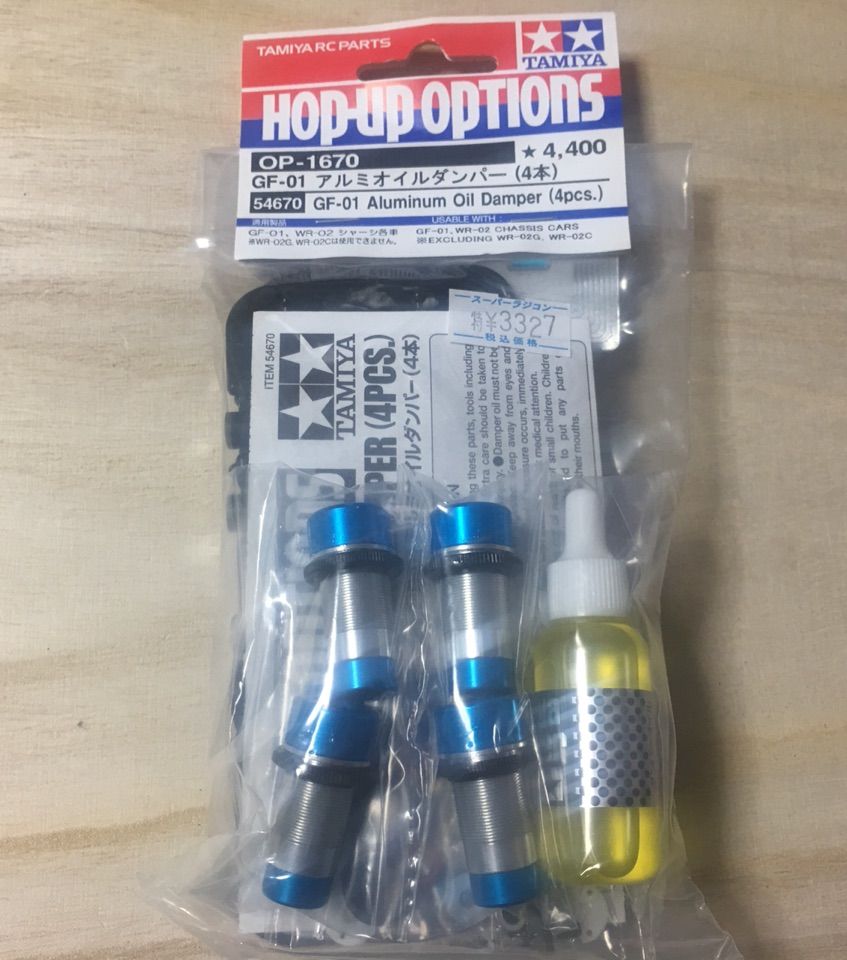 TAMIYA RC PARTS
TAMIYA
HOP-UP OPTIONS
OP-1670
★ 4,400
GF-01 アルミオイルダンパー (4本)
54670 GF-01 Aluminum Oil Damper (4pcs.)
適用製品
GF-01、WR-02 シャーシ各車
※WR-02G、WR-02Cは使用できません。
USABLE WITH
GF-01, WR-02 CHASSIS CARS
※EXCLUDING WR-02G, WR-02C
スーパーラジコン
¥3327
税込価格
ITEM 54670
TAMIYA
PER (4PCS.)
ルダンパー (4本)
these parts, tools including
care should be taken to
●Damper oil must not be
away from eyes and
occurs, immediately
medical attention.
small children. Children
to put any parts
their mouths.